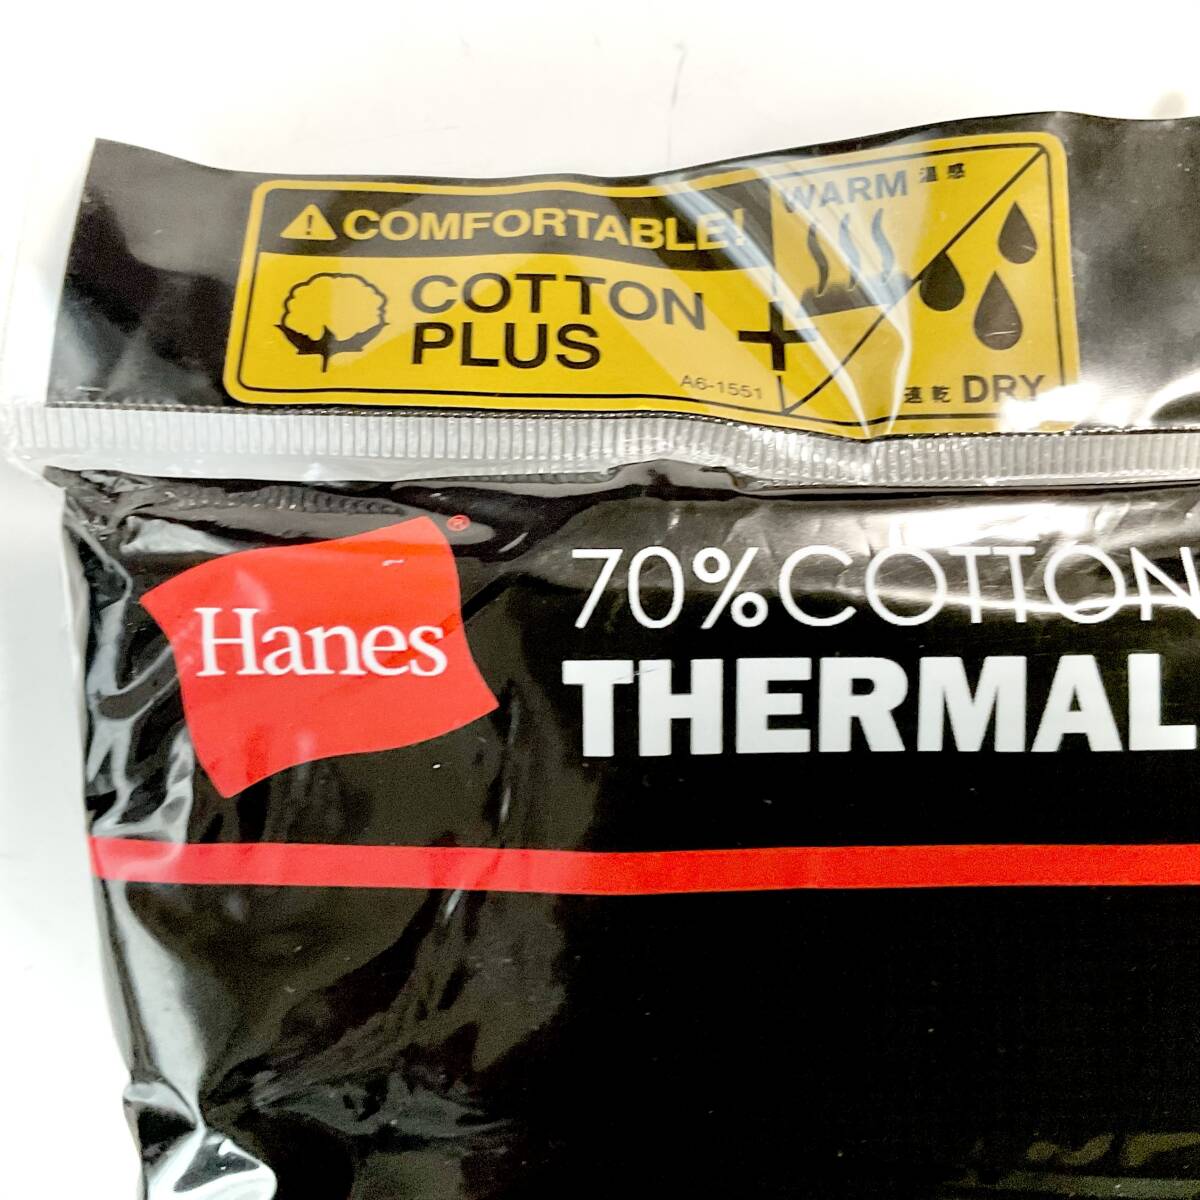 ⚠COMFORTABLE!
COTTON
PLUS
A6-1551
WARM 温感
速乾 DRY
Hanes®
70%COTTON
THERMAL